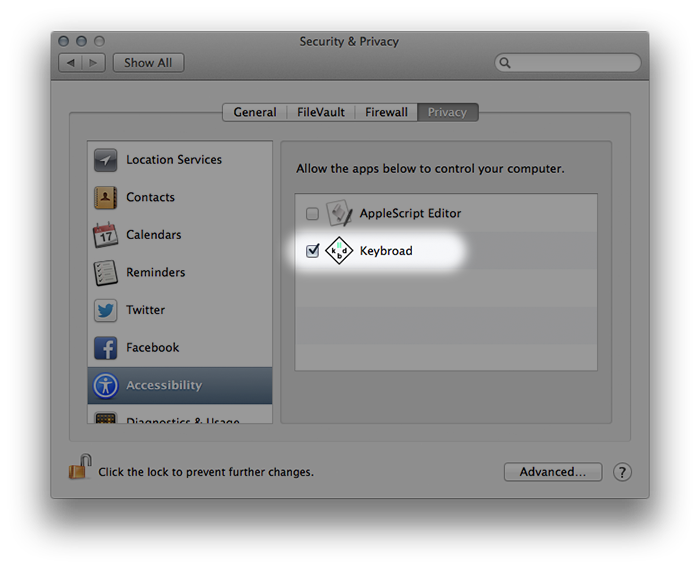 Security & Privacy
Show All
General FileVault Firewall Privacy
Location Services
Contacts
Calendars
Reminders
Twitter
Facebook
Accessibility
Diagnostics & Usage
Allow the apps below to control your computer.
AppleScript Editor
Keybroad
Click the lock to prevent further changes.
Advanced...
?
17
k b d